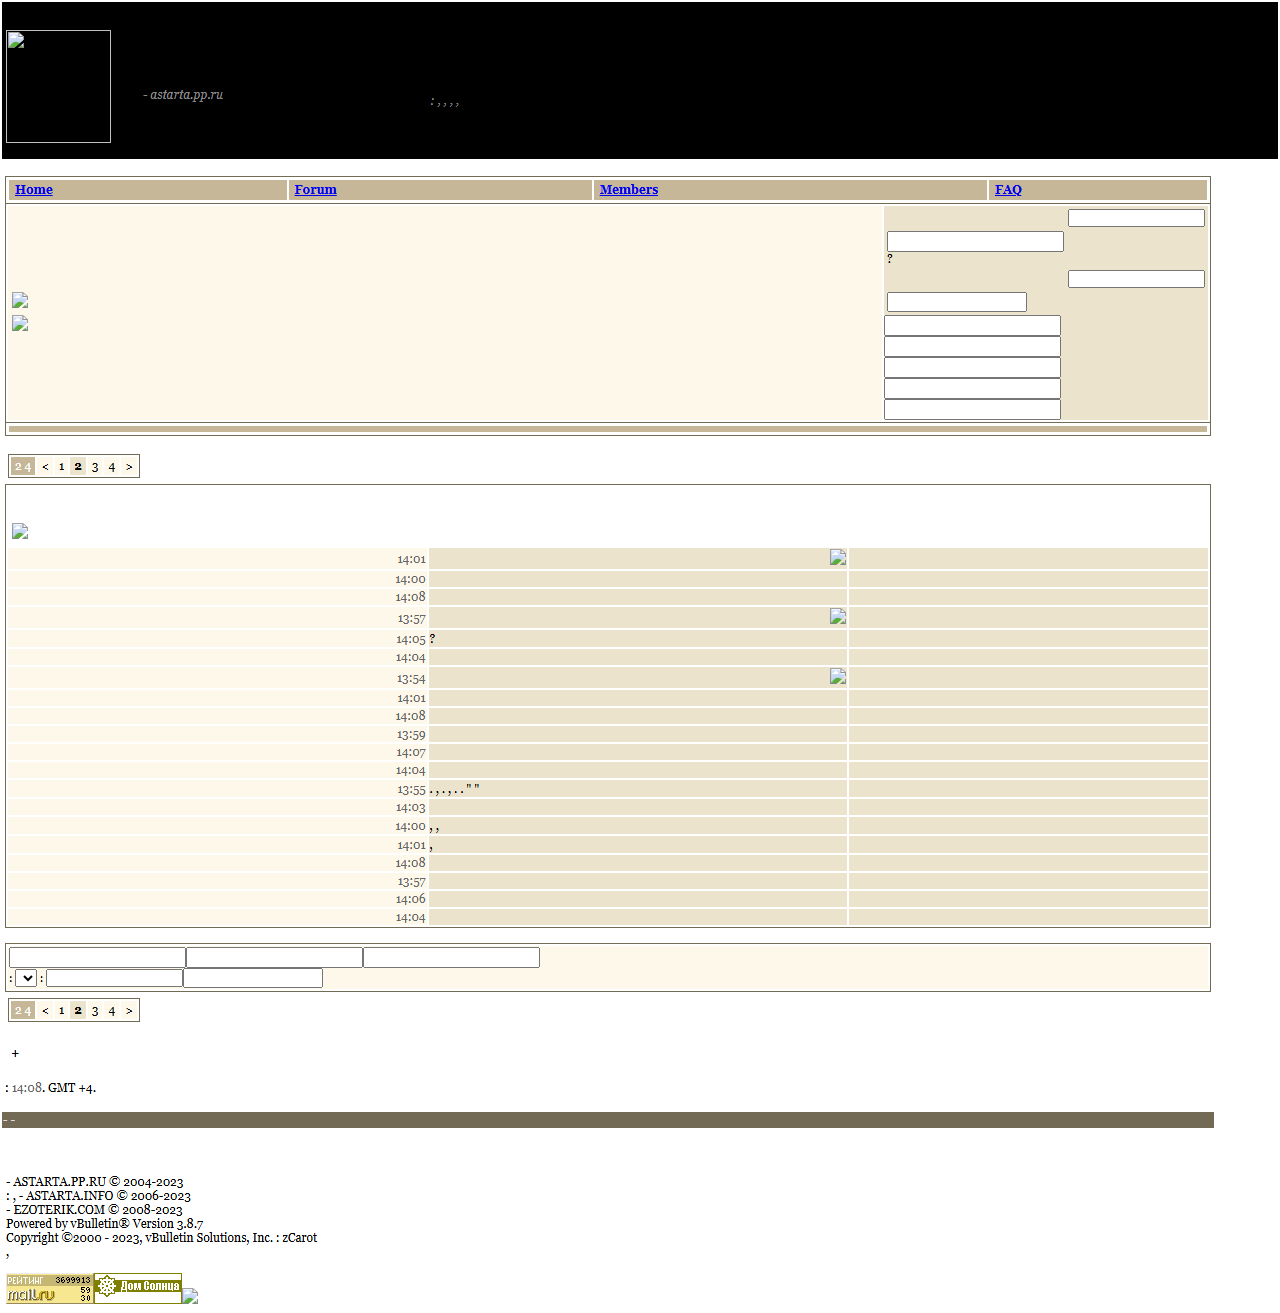 - astarta.pp.ru
: , , , ,
Home Forum Members FAQ
?
2 4 < 1 2 3 4 >
14:01
14:00
14:08
13:57
14:05 ?
14:04
13:54
14:01
14:08
13:59
14:07
14:04
13:55 . , . , . . " "
14:03
14:00 , ,
14:01 ,
14:08
13:57
14:06
14:04
: :
2 4 < 1 2 3 4 >
+
: 14:08. GMT +4.
- -
- ASTARTA.PP.RU © 2004-2023
: , - ASTARTA.INFO © 2006-2023
- EZOTERIK.COM © 2008-2023
Powered by vBulletin® Version 3.8.7
Copyright ©2000 - 2023, vBulletin Solutions, Inc. : zCarot
,
РЕЙТИНГ 3699913
mail.ru 59
30
Дом Солнца